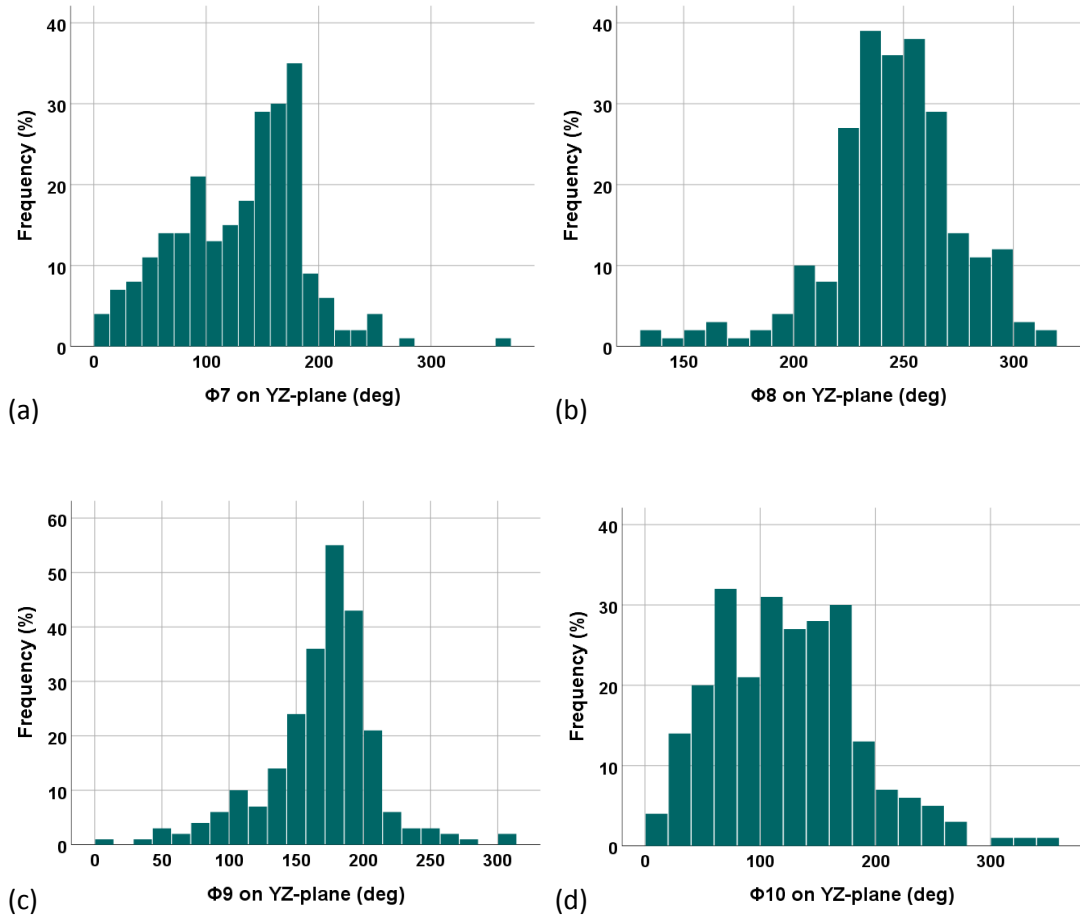 40
30
20
10
0
Frequency (%)
0 100 200 300
Φ7 on YZ-plane (deg)
(a)
40
30
20
10
0
Frequency (%)
150 200 250 300
Φ8 on YZ-plane (deg)
(b)
60
50
40
30
20
10
0
Frequency (%)
0 50 100 150 200 250 300
Φ9 on YZ-plane (deg)
(c)
40
30
20
10
0
Frequency (%)
0 100 200 300
Φ10 on YZ-plane (deg)
(d)